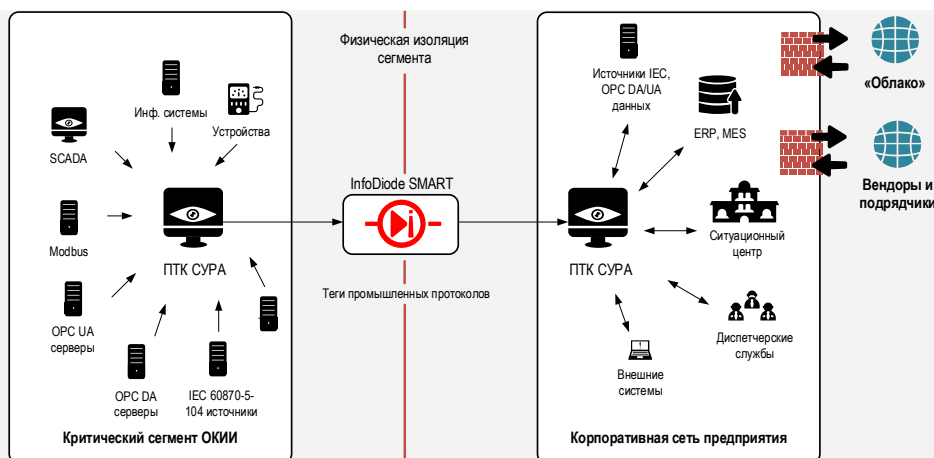 Физическая изоляция
сегмента
Инф. системы
Устройства
SCADA
Modbus
ПТК СУРА
OPC UA
серверы
OPC DA
серверы
IEC 60870-5-
104 источники
Критический сегмент ОКИИ
InfoDiode SMART
Теги промышленных протоколов
Источники IEC,
OPC DA/UA
данных
ERP, MES
ПТК СУРА
Ситуационный
центр
Диспетчерские
службы
Внешние
системы
Корпоративная сеть предприятия
«Облако»
Вендоры и
подрядчики